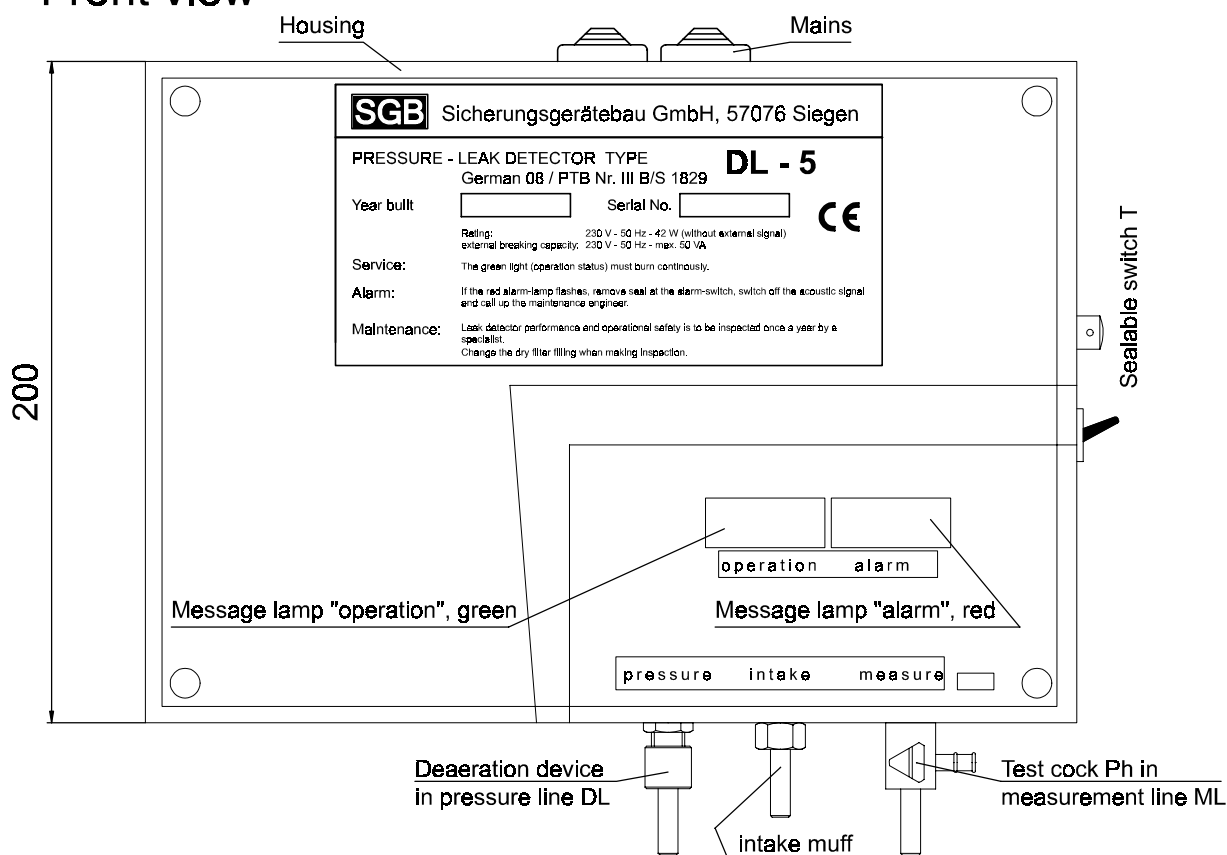 Front view
Housing
Mains
SGB Sicherungsgerätebau GmbH, 57076 Siegen
PRESSURE - LEAK DETECTOR TYPE DL - 5
German 08 / PTB Nr. III B/S 1829
Year built Serial No. CE
Rating: 230 V - 50 Hz - 42 W (without external signal)
external breaking capacity: 230 V - 50 Hz - max. 50 VA
Service: The green light (operation status) must burn continously.
Alarm: If the red alarm-lamp flashes, remove seal at the alarm-switch, switch off the acoustic signal
and call up the maintenance engineer.
Maintenance: Leak detector performance and operational safety is to be inspected once a year by a
specialist.
Change the dry filter filling when making inspection.
Sealable switch T
200
operation alarm
Message lamp "operation", green
Message lamp "alarm", red
pressure intake measure
Deaeration device
in pressure line DL
Test cock Ph in
measurement line ML
intake muff